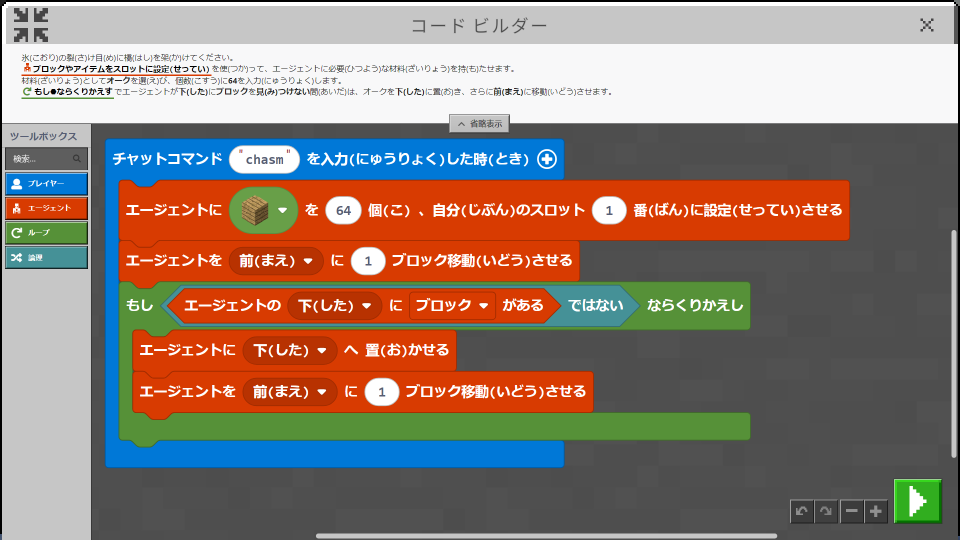 コード ビルダー
氷(こおり)の裂(さ)け目(め)に橋(はし)を架(か)けてください。
ブロックやアイテムをスロットに設定(せってい) を使(つか)って、エージェントに必要(ひつよう)な材料(ざいりょう)を持(も)たせます。
材料(ざいりょう)としてオークを選(え)び、個数(こすう)に64を入力(にゅうりょく)します。
もし●ならくりかえす でエージェントが下(した)にブロックを見(み)つけない間(あいだ)は、オークを下(した)に置(お)き、さらに前(まえ)に移動(いどう)させます。
省略表示
ツールボックス
検索...
プレイヤー
エージェント
ループ
論理
チャットコマンド "chasm" を入力(にゅうりょく)した時(とき)
エージェントに を 64 個(こ) 、自分(じぶん)のスロット 1 番(ばん)に設定(せってい)させる
エージェントを 前(まえ) に 1 ブロック移動(いどう)させる
もし エージェントの 下(した) に ブロック がある ではない ならくりかえし
エージェントに 下(した) へ 置(お)かせる
エージェントを 前(まえ) に 1 ブロック移動(いどう)させる